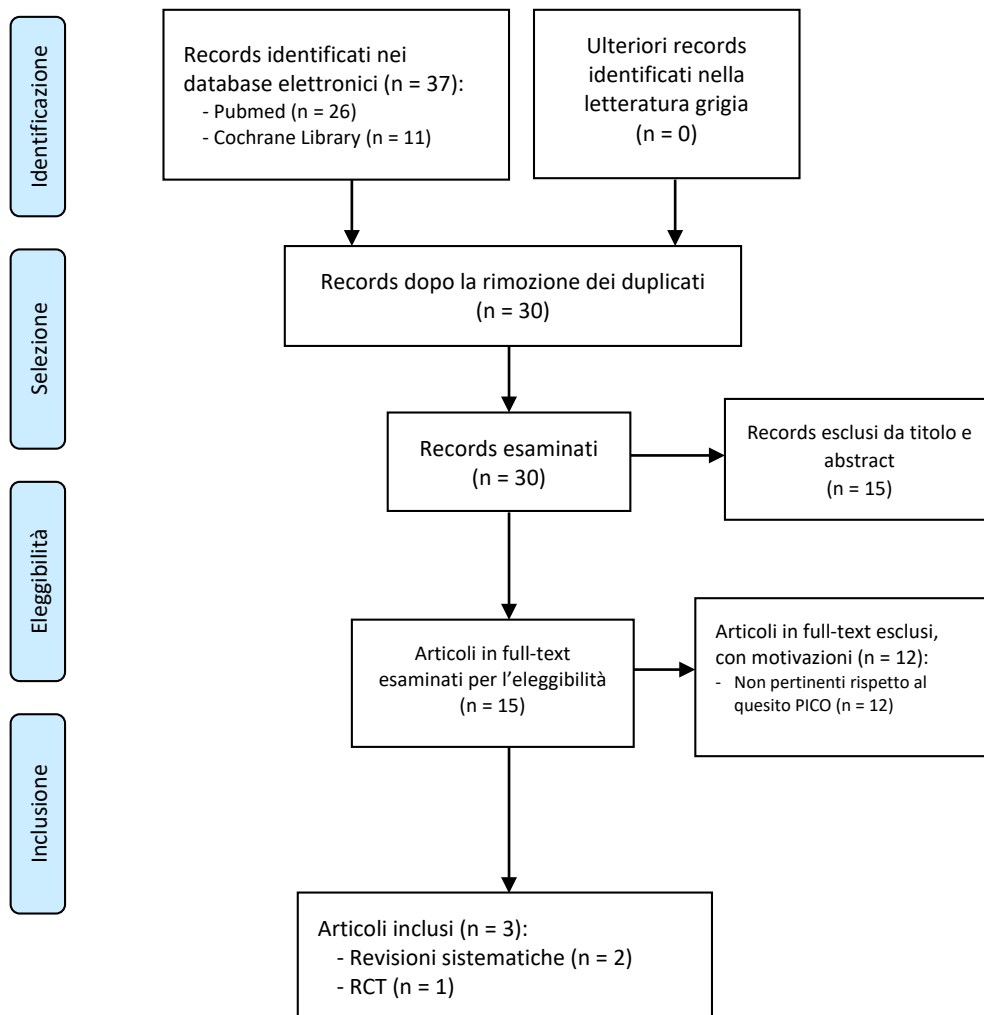 Identificazione
Records identificati nei
database elettronici (n = 37):
- Pubmed (n = 26)
- Cochrane Library (n = 11)
Ulteriori records
identificati nella
letteratura grigia
(n = 0)
Selezione
Records dopo la rimozione dei duplicati
(n = 30)
Records esaminati
(n = 30)
Records esclusi da titolo e
abstract
(n = 15)
Eleggibilità
Articoli in full-text
esaminati per l'eleggibilità
(n = 15)
Articoli in full-text esclusi,
con motivazioni (n = 12):
- Non pertinenti rispetto al
quesito PICO (n = 12)
Inclusione
Articoli inclusi (n = 3):
- Revisioni sistematiche (n = 2)
- RCT (n = 1)